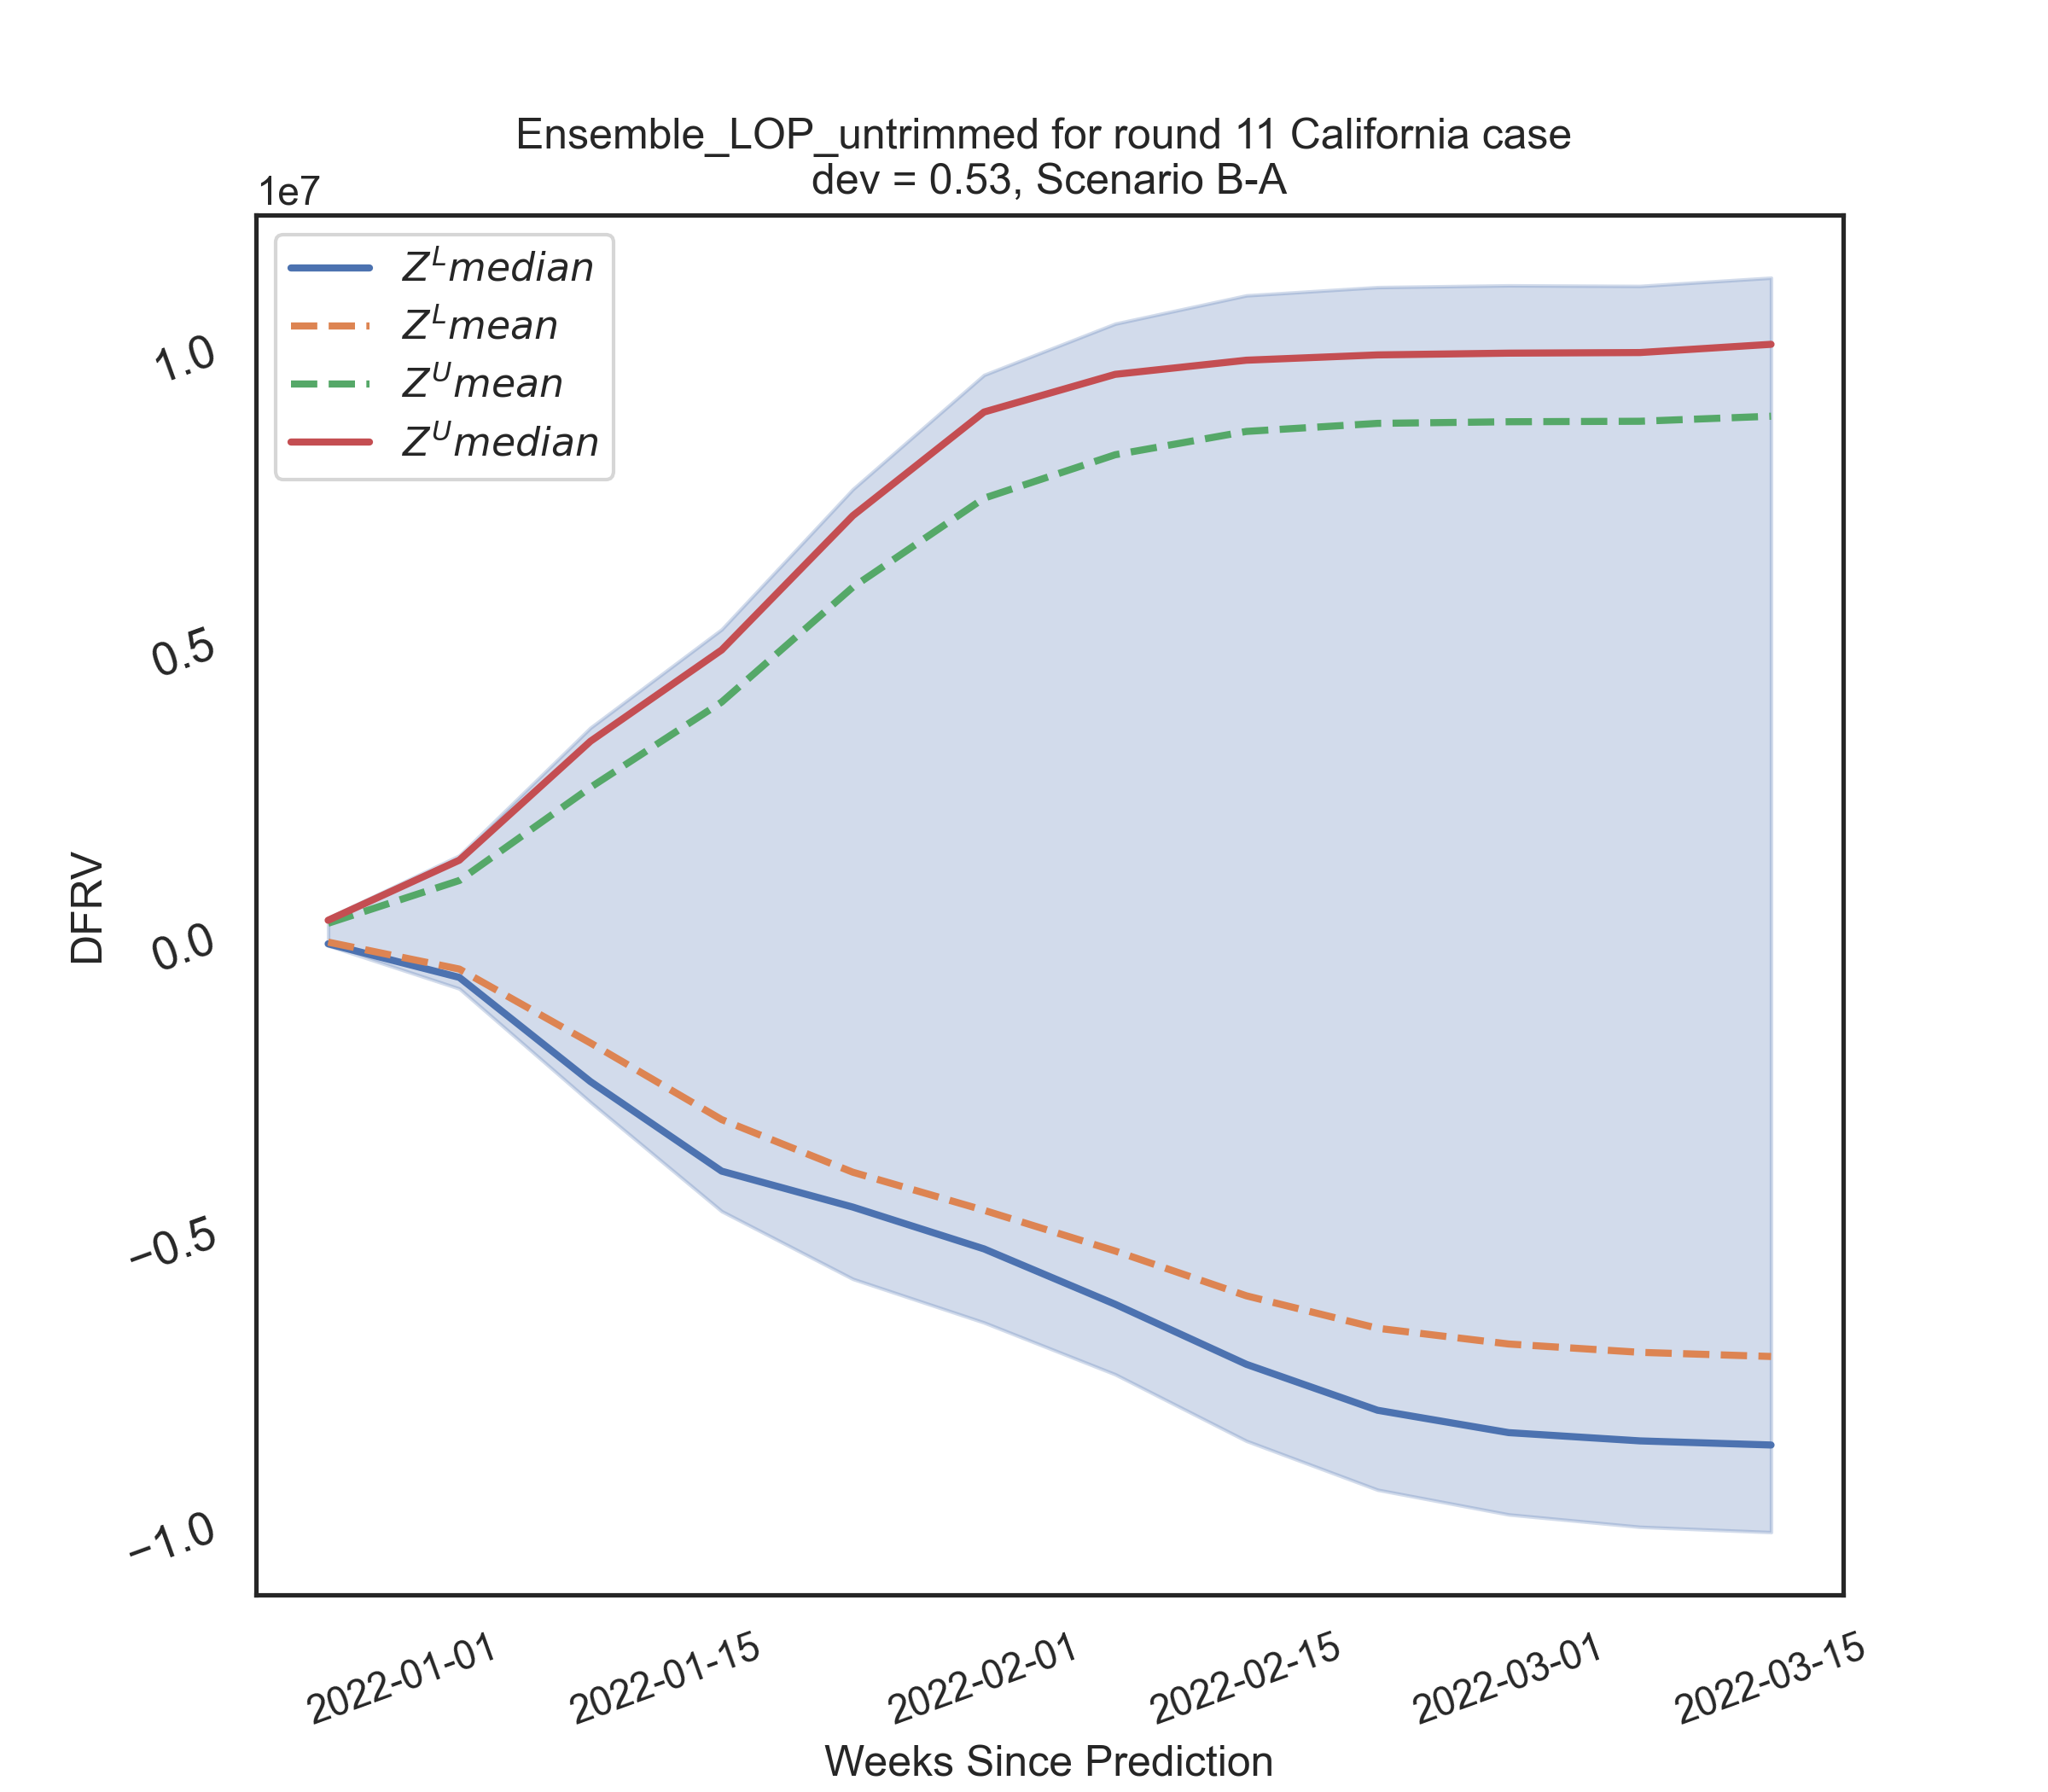 Ensemble_LOP_untrimmed for round 11 California case
dev = 0.53, Scenario B-A
1e7
Z^L median
Z^L mean
Z^U mean
Z^U median
1.0
0.5
0.0
−0.5
−1.0
DFRV
2022-01-01
2022-01-15
2022-02-01
2022-02-15
2022-03-01
2022-03-15
Weeks Since Prediction